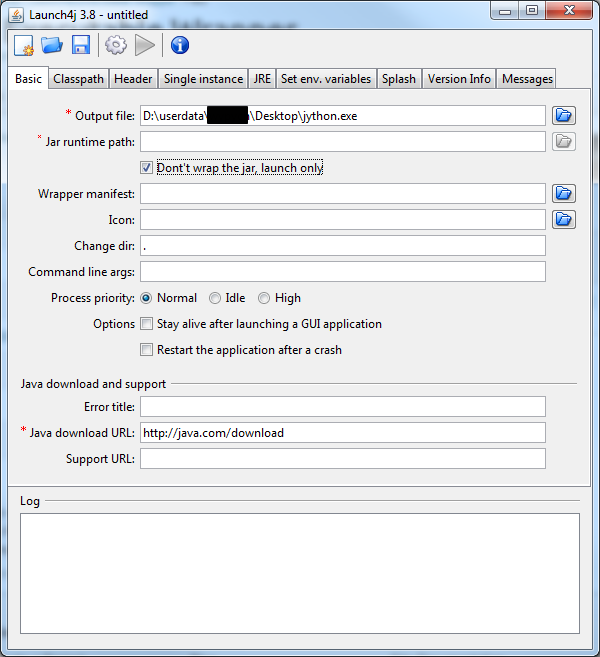 Launch4j 3.8 - untitled
Basic Classpath Header Single instance JRE Set env. variables Splash Version Info Messages
* Output file: D:\userdata\ \Desktop\jython.exe
* Jar runtime path:
Dont't wrap the jar, launch only
Wrapper manifest:
Icon:
Change dir: .
Command line args:
Process priority: Normal Idle High
Options Stay alive after launching a GUI application
Restart the application after a crash
Java download and support
Error title:
* Java download URL: http://java.com/download
Support URL:
Log